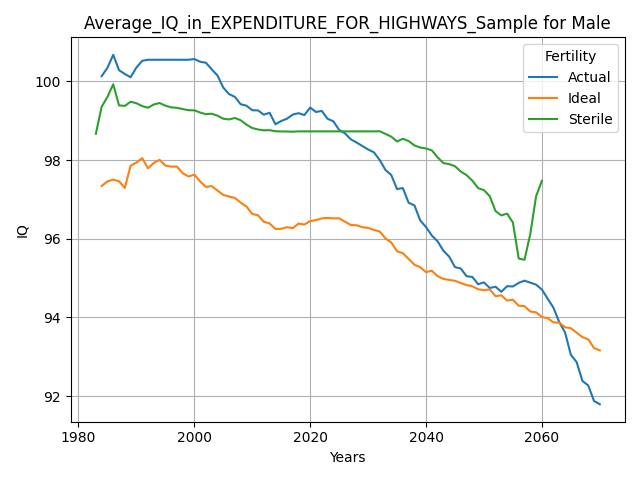 Average_IQ_in_EXPENDITURE_FOR_HIGHWAYS_Sample for Male
Fertility
Actual
Ideal
Sterile
IQ
100
98
96
94
92
1980
2000
2020
2040
2060
Years